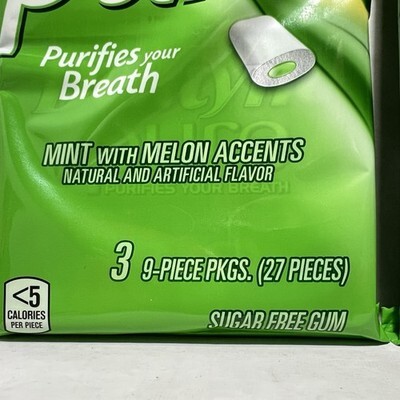 Purifies your
Breath
MINT WITH MELON ACCENTS
NATURAL AND ARTIFICIAL FLAVOR
PURIFIES YOUR BREATH
3 9-PIECE PKGS. (27 PIECES)
<5
CALORIES
PER PIECE
SUGAR FREE GUM